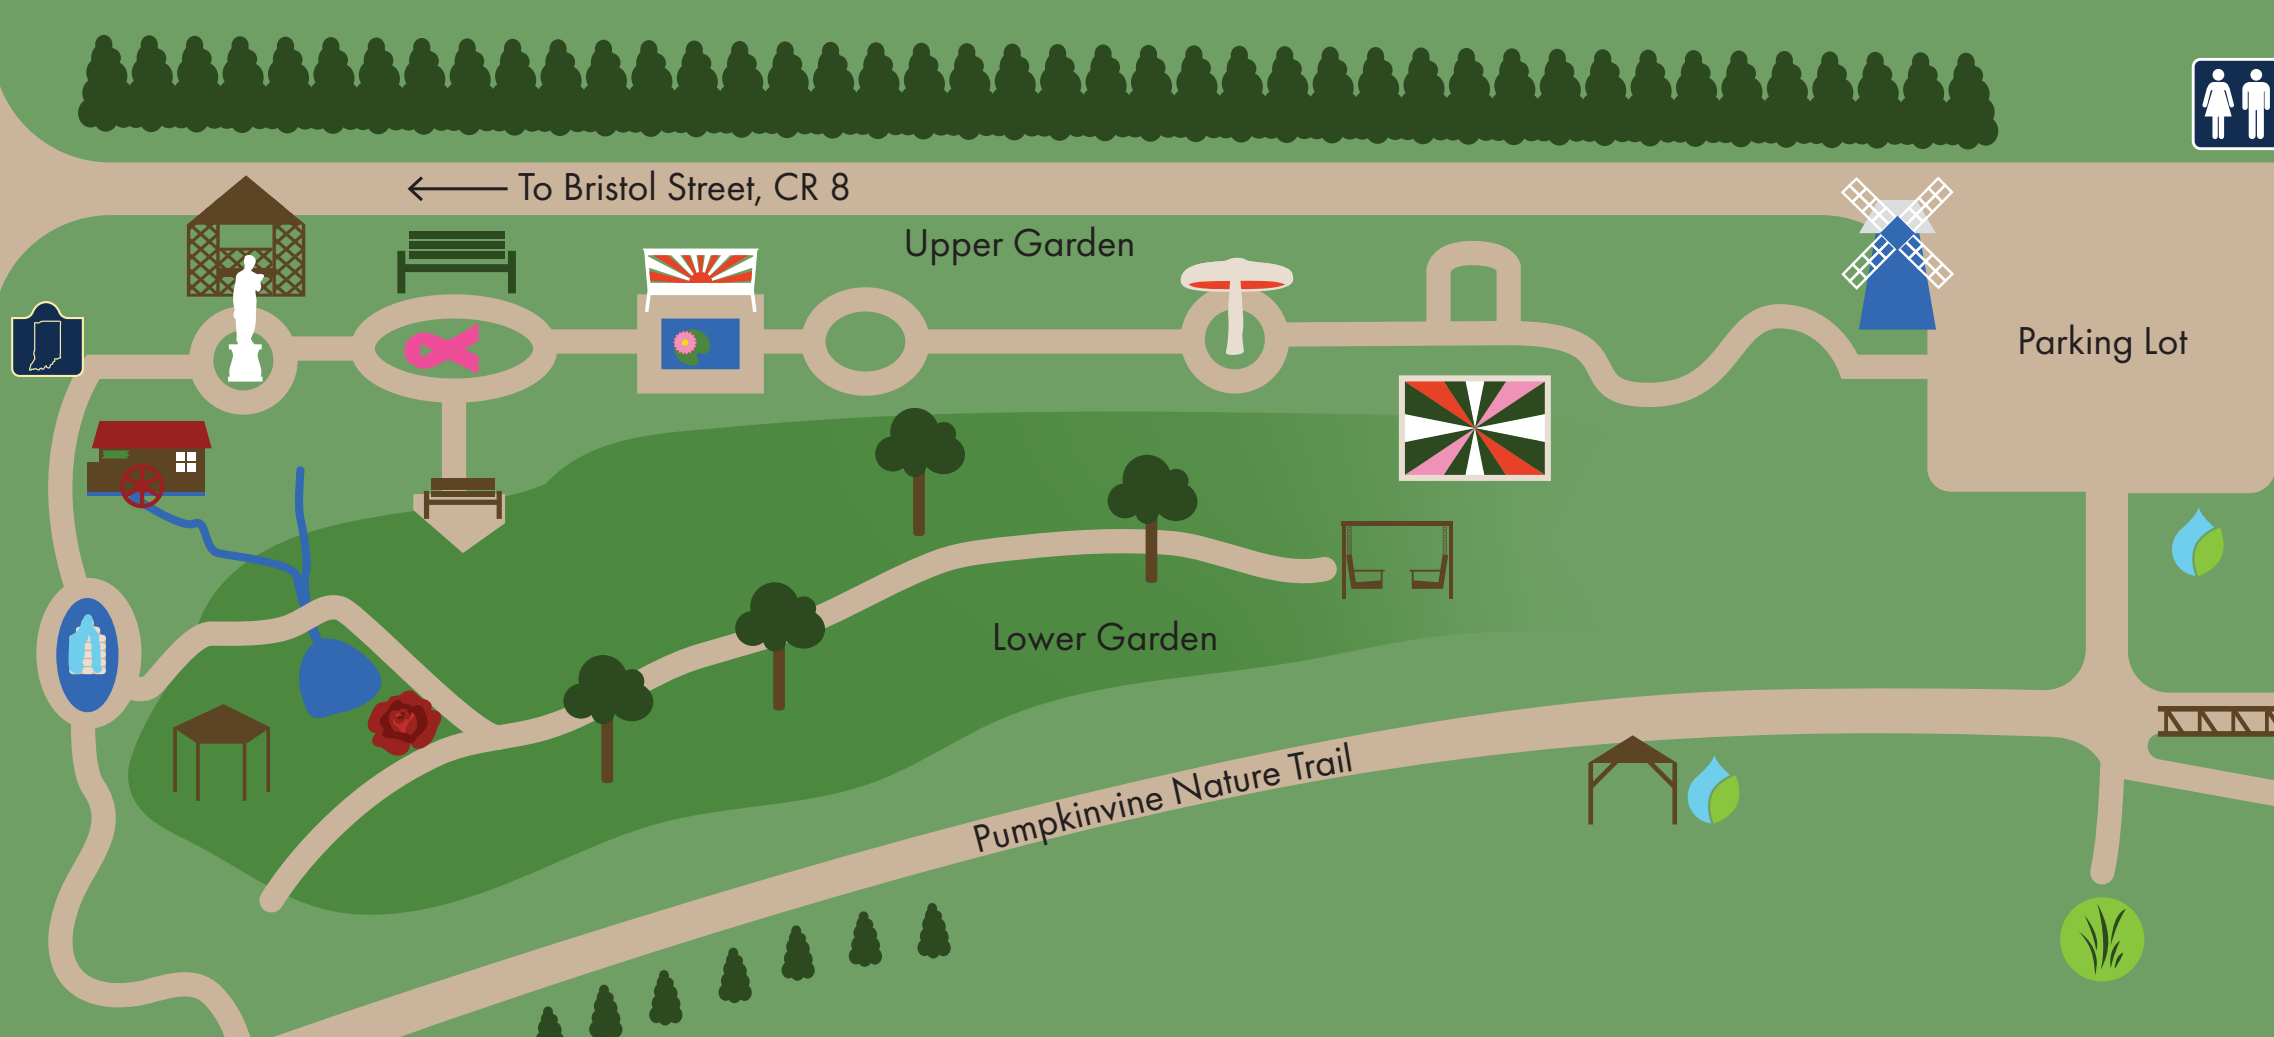 To Bristol Street, CR 8
Upper Garden
Parking Lot
Lower Garden
Pumpkinvine Nature Trail